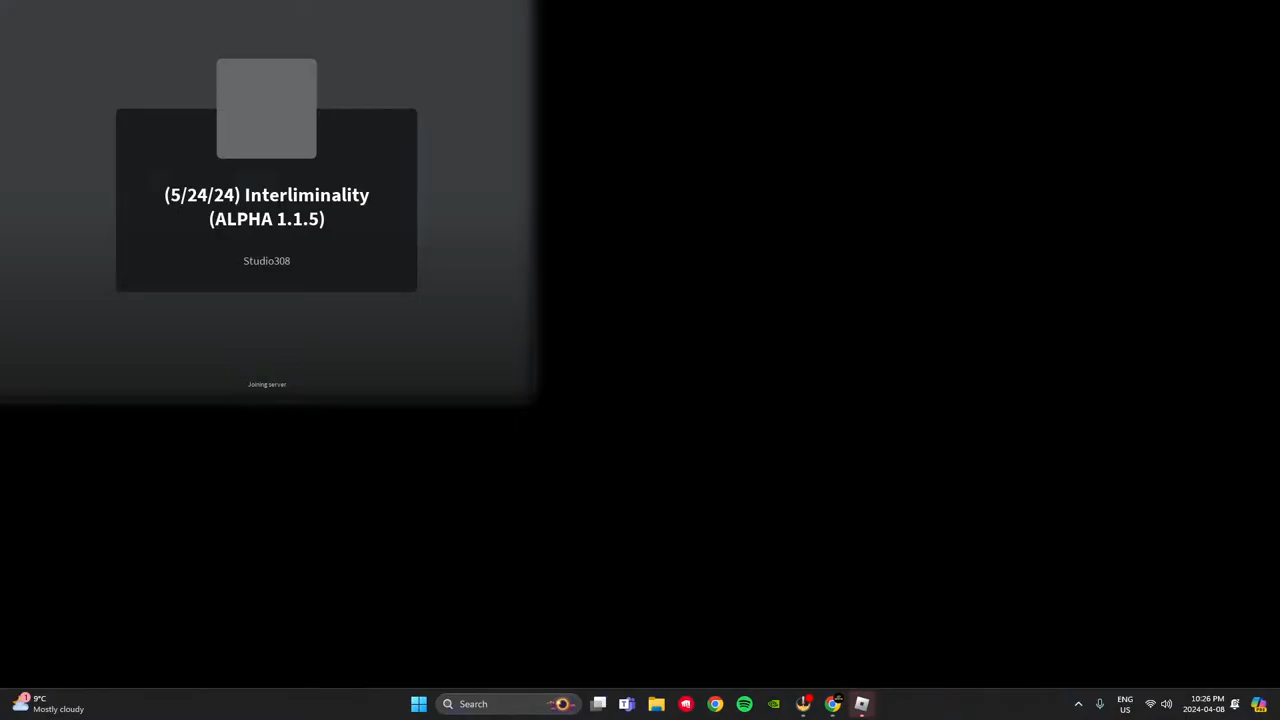 (5/24/24) Interliminality
(ALPHA 1.1.5)
Studio308
Joining server
1
9°C
Mostly cloudy
Search
ENG
US
10:26 PM
2024-04-08